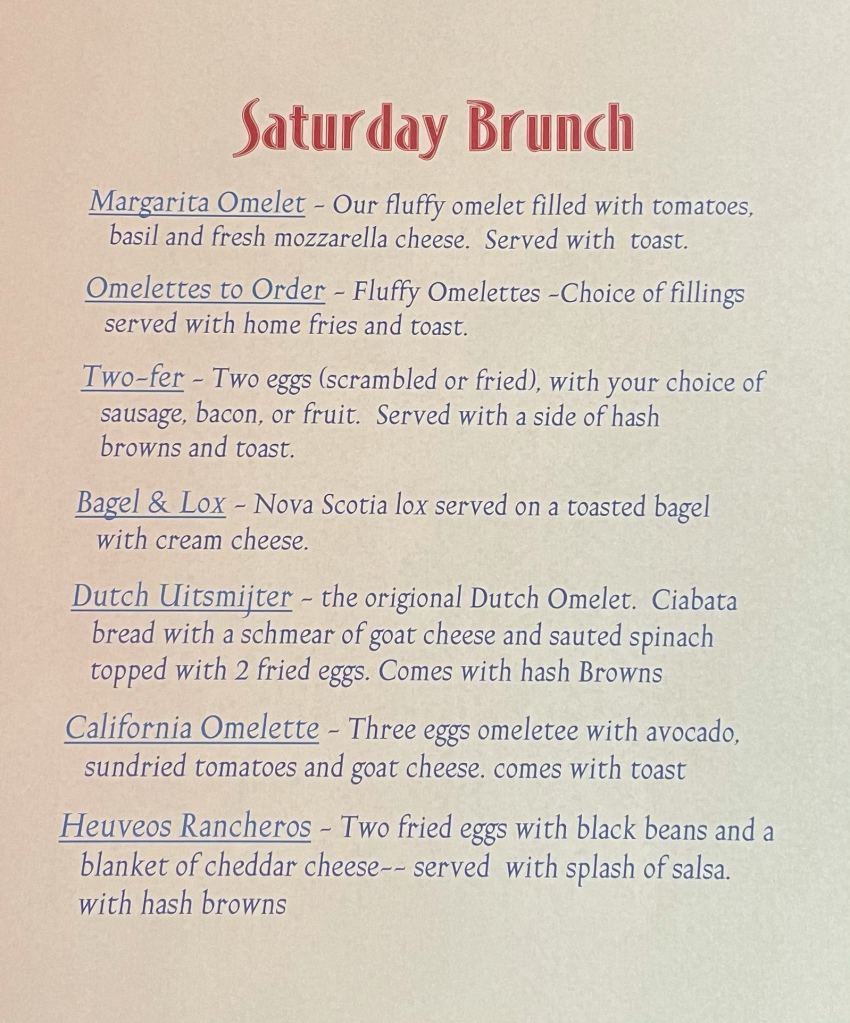 Saturday Brunch
Margarita Omelet - Our fluffy omelet filled with tomatoes,
basil and fresh mozzarella cheese. Served with toast.
Omelettes to Order - Fluffy Omelettes -Choice of fillings
served with home fries and toast.
Two-fer - Two eggs (scrambled or fried), with your choice of
sausage, bacon, or fruit. Served with a side of hash
browns and toast.
Bagel & Lox - Nova Scotia lox served on a toasted bagel
with cream cheese.
Dutch Uitsmijter - the origional Dutch Omelet. Ciabata
bread with a schmear of goat cheese and sauted spinach
topped with 2 fried eggs. Comes with hash Browns
California Omelette - Three eggs omeletee with avocado,
sundried tomatoes and goat cheese. comes with toast
Heuveos Rancheros - Two fried eggs with black beans and a
blanket of cheddar cheese-- served with splash of salsa.
with hash browns